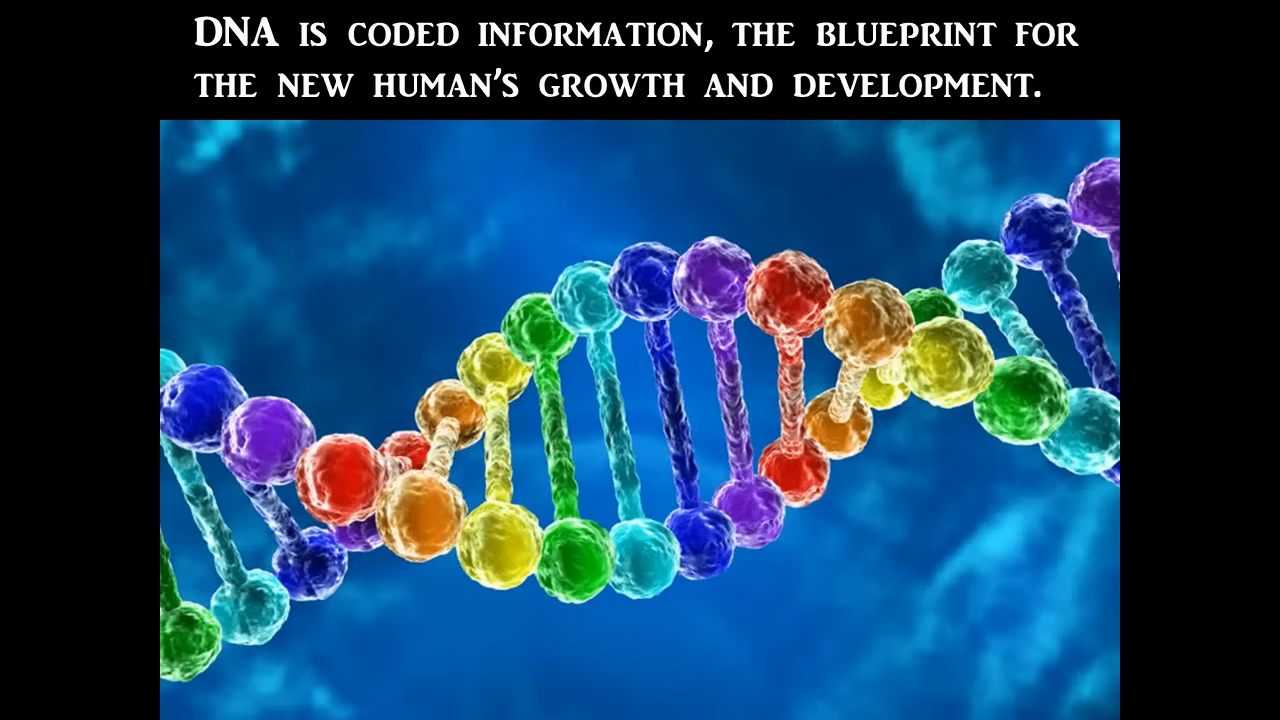 DNA is coded information, the blueprint for
the new human's growth and development.